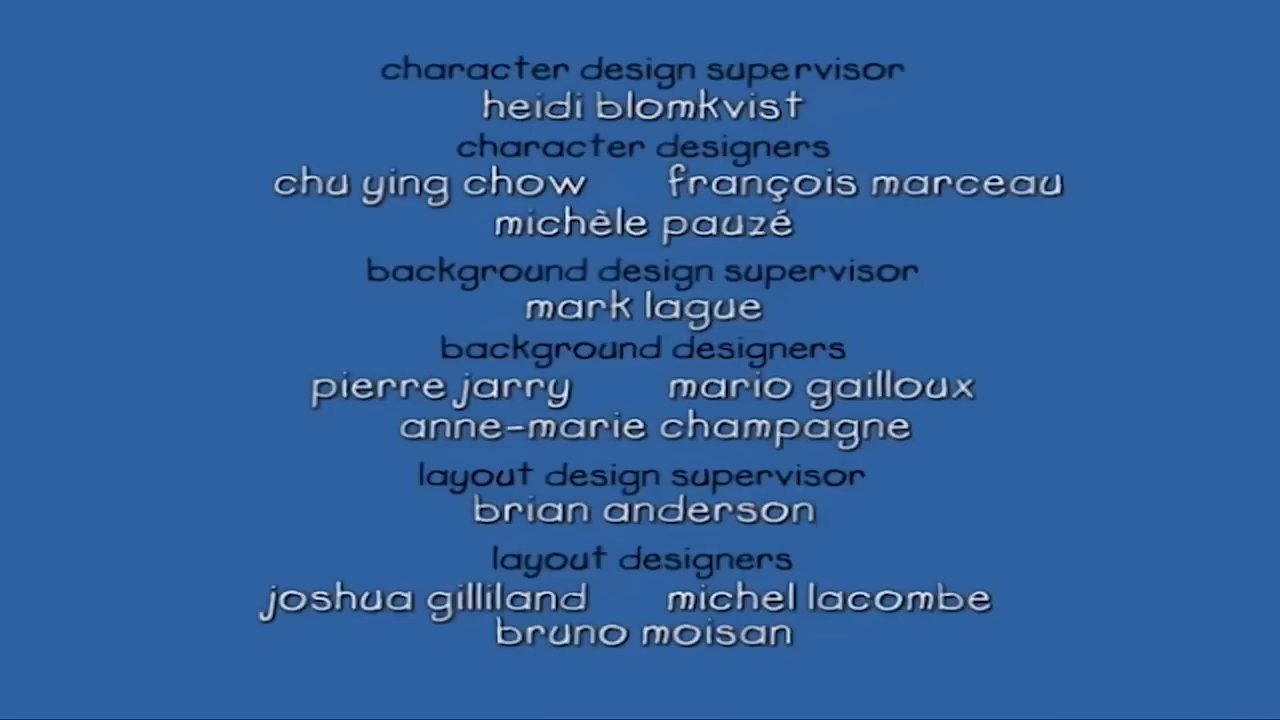 character design supervisor
heidi blomkvist
character designers
chu ying chow françois marceau
michèle pauzé
background design supervisor
mark lague
background designers
pierre jarry mario gailloux
anne-marie champagne
layout design supervisor
brian anderson
layout designers
joshua gilliland michel lacombe
bruno moisan